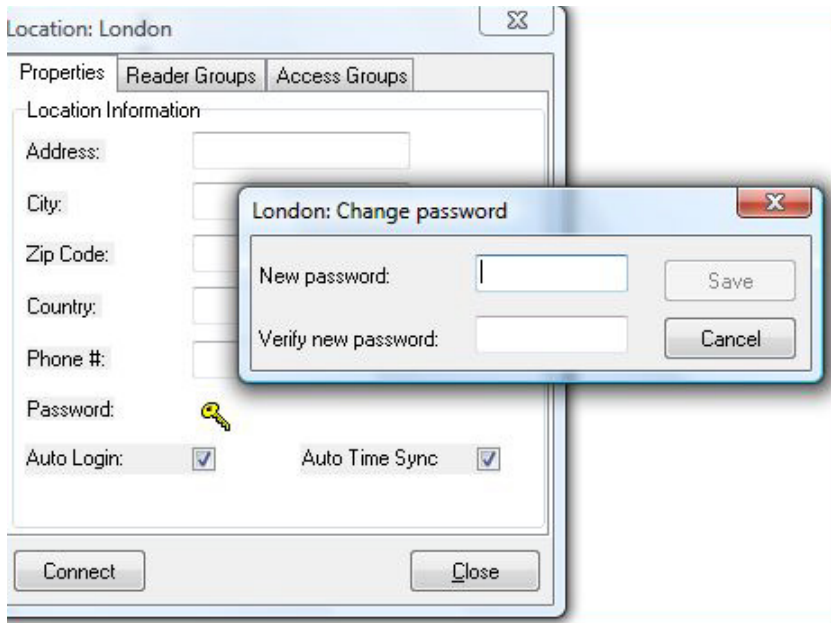 Location: London
Properties Reader Groups Access Groups
Location Information
Address:
City:
Zip Code:
Country:
Phone #:
Password:
Auto Login: Auto Time Sync
Connect Close
London: Change password
New password: Save
Verify new password: Cancel